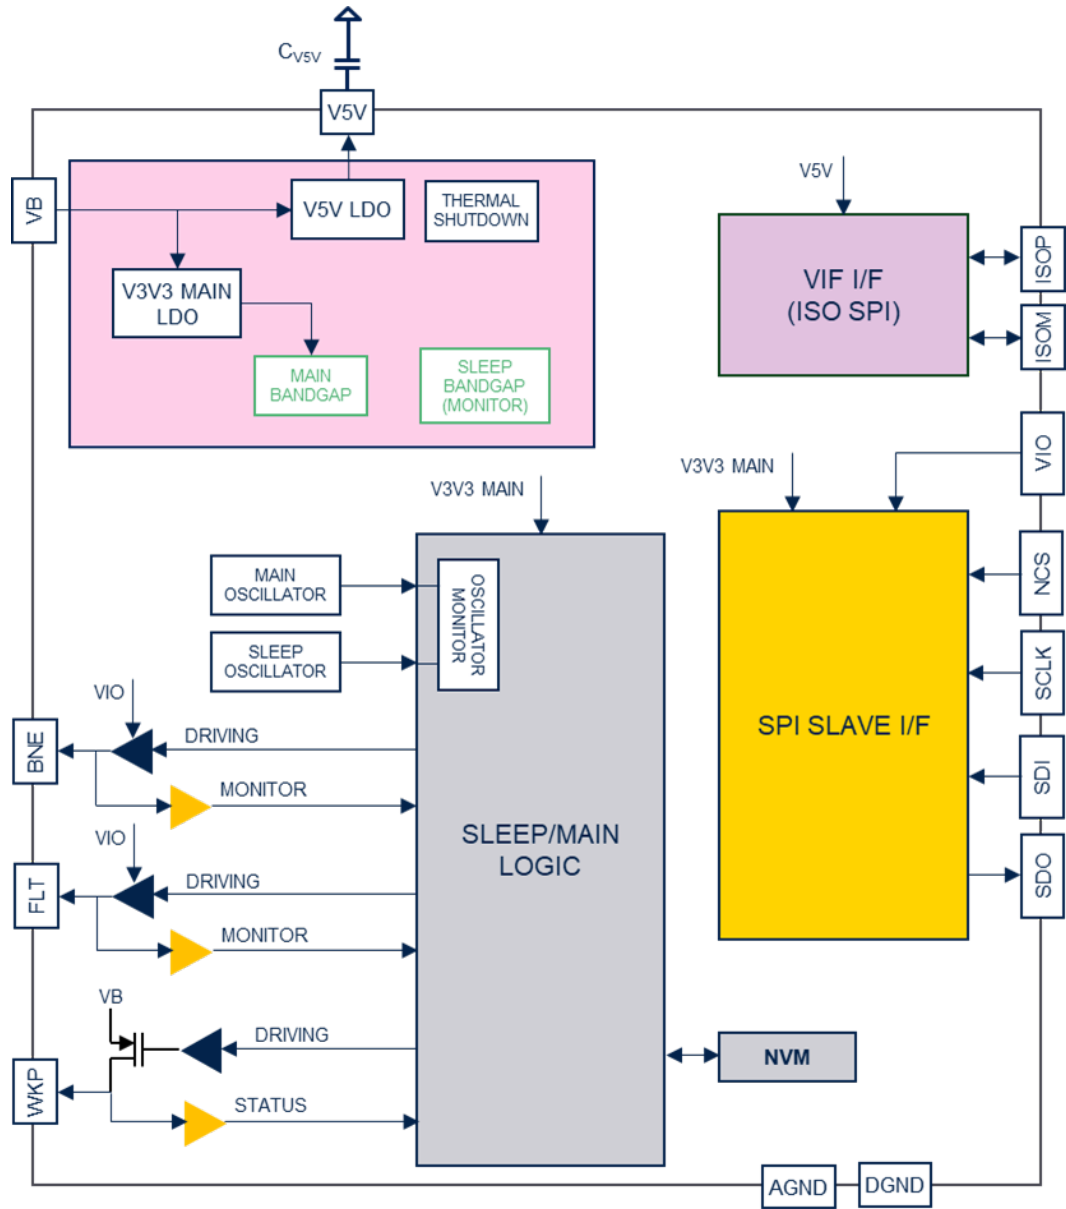 CV5V
V5V
VB
V5V LDO
THERMAL
SHUTDOWN
V3V3 MAIN
LDO
MAIN
BANDGAP
SLEEP
BANDGAP
(MONITOR)
V5V
VIF I/F
(ISO SPI)
ISOP
ISOM
VIO
V3V3 MAIN
V3V3 MAIN
MAIN
OSCILLATOR
SLEEP
OSCILLATOR
OSCILLATOR
MONITOR
NCS
SCLK
SPI SLAVE I/F
SDI
SDO
VIO
BNE
DRIVING
MONITOR
SLEEP/MAIN
LOGIC
VIO
FLT
DRIVING
MONITOR
VB
DRIVING
WKP
STATUS
NVM
AGND
DGND